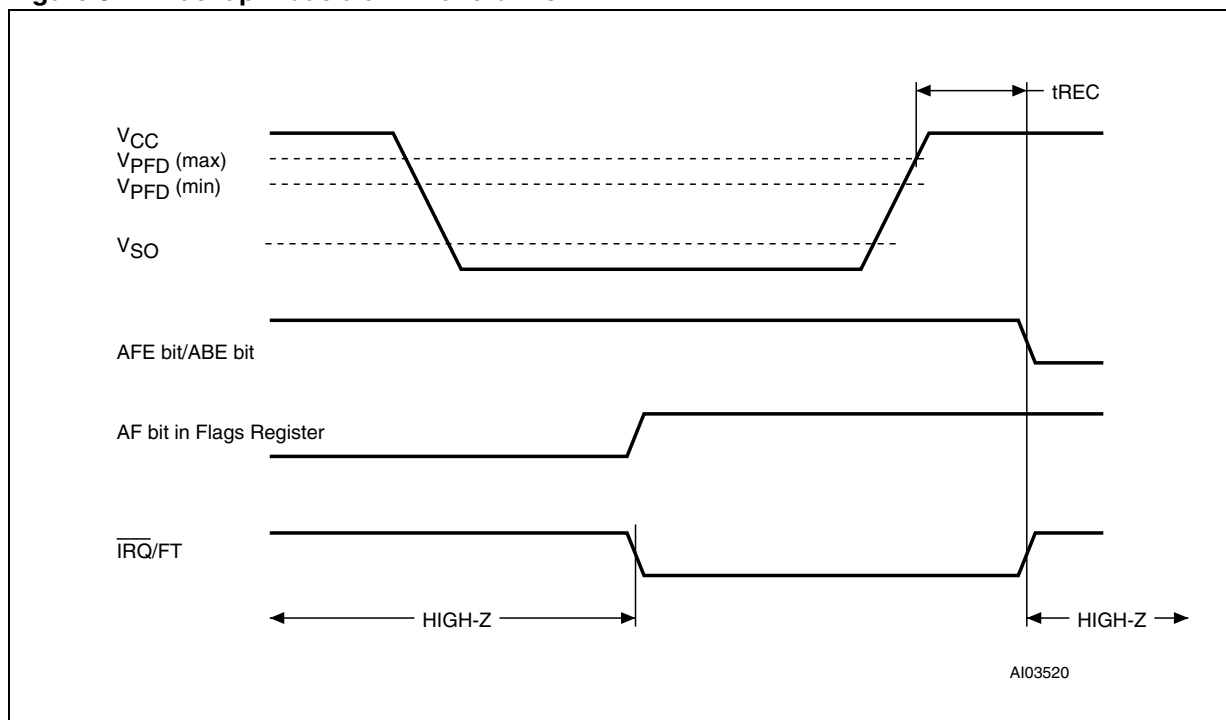 tREC
VCC
VPFD (max)
VPFD (min)
VSO
AFE bit/ABE bit
AF bit in Flags Register
IRQ/FT
HIGH-Z
HIGH-Z
AI03520